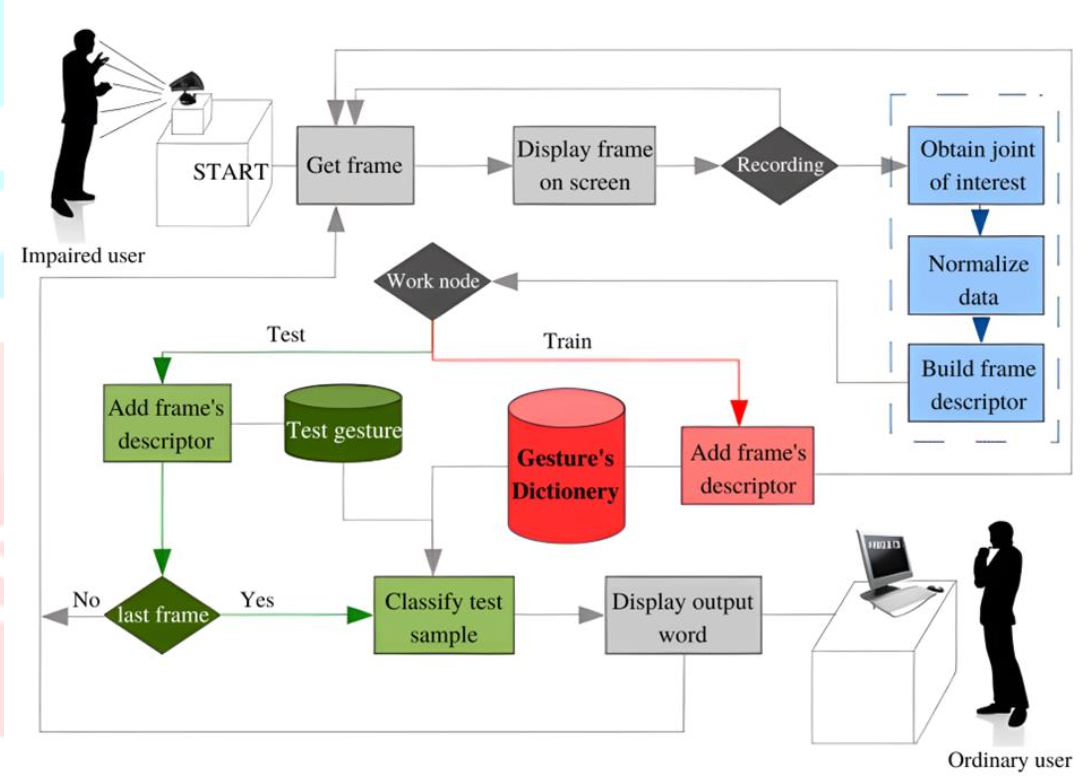 START
Get frame
Display frame
on screen
Recording
Obtain joint
of interest
Impaired user
Work node
Normalize
data
Test
Train
Build frame
descriptor
Add frame's
descriptor
Test gesture
Gesture's
Dictionery
Add frame's
descriptor
No
last frame
Yes
Classify test
sample
Display output
word
Ordinary user